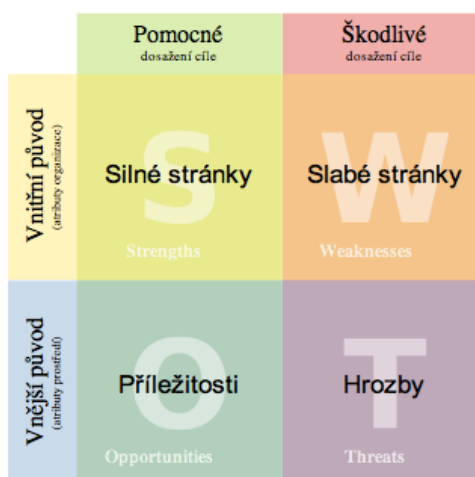 Pomocné
dosažení cíle
Škodlivé
dosažení cíle
Vnitřní původ
(atributy organizace)
S
Silné stránky
Strengths
W
Slabé stránky
Weaknesses
Vnější původ
(atributy prostředí)
O
Příležitosti
Opportunities
T
Hrozby
Threats